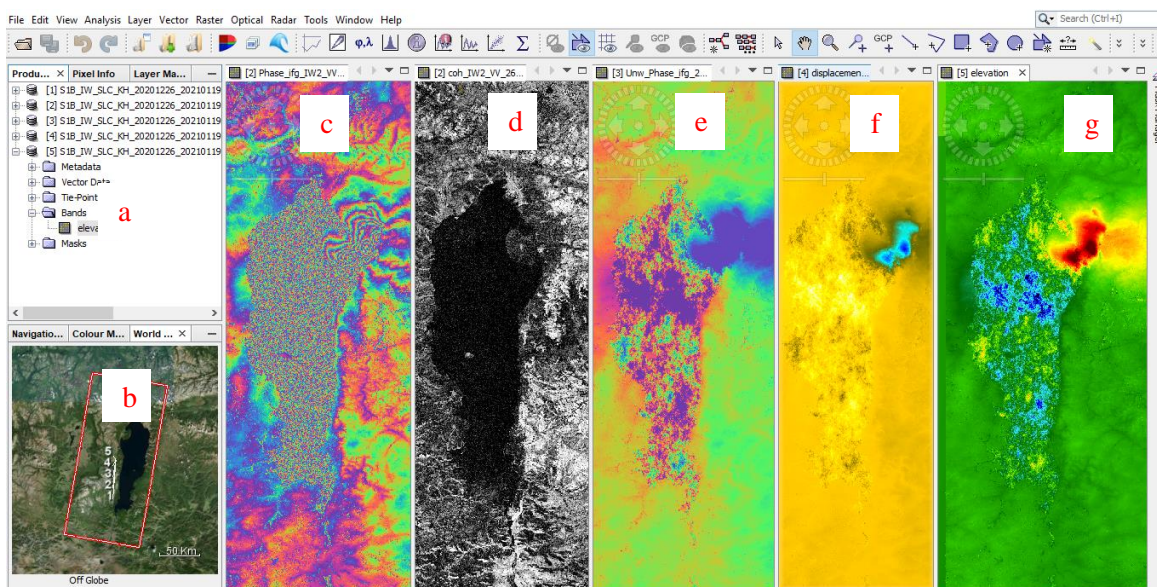 File Edit View Analysis Layer Vector Raster Optical Radar Tools Window Help
Search (Ctrl+I)
φ,λ
Σ
GCP
GCP
Produ... Pixel Info Layer Ma...
[1] S1B_IW_SLC_KH_20201226_20210119
[2] S1B_IW_SLC_KH_20201226_20210119
[3] S1B_IW_SLC_KH_20201226_20210119
[4] S1B_IW_SLC_KH_20201226_20210119
[5] S1B_IW_SLC_KH_20201226_20210119
Metadata
Vector Data
Tie-Point
Bands
eleva
Masks
a
Navigatio... Colour M... World ...
b
5
4
3
2
1
50 Km
Off Globe
[2] Phase_ifg_IW2_VV...
c
[2] coh_IW2_VV_26...
d
[3] Unw_Phase_ifg_2...
e
[4] displacemen...
f
[5] elevation
g